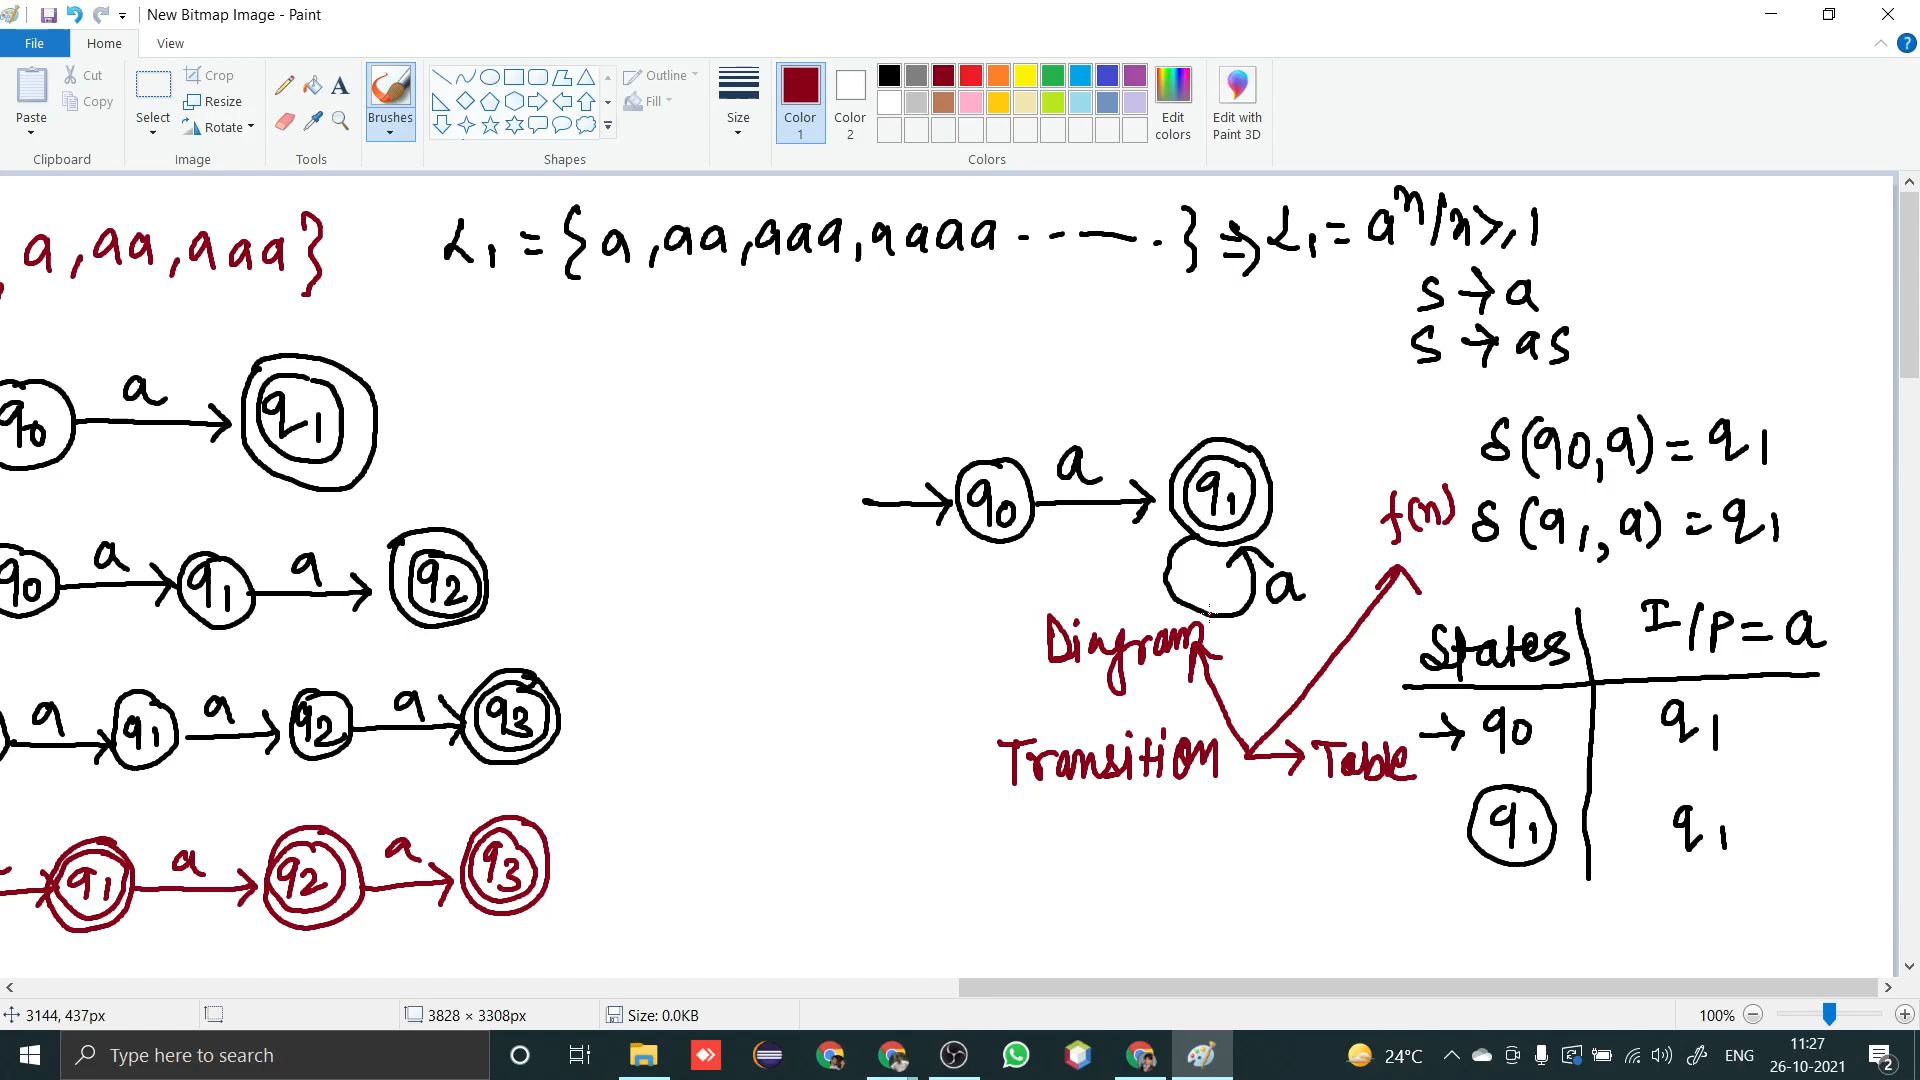 New Bitmap Image - Paint
File Home View
Paste
Cut
Copy
Clipboard
Select
Crop
Resize
Rotate
Image
A
Tools
Brushes
Shapes
Outline
Fill
Size
Color 1
Color 2
Colors
Edit colors
Edit with Paint 3D
a, aa, aaa}
L1 = {a, aa, aaa, aaaa ------ . } => L1 = a^n/n>,1
S → a
S → aS
q0 a q1
q0 a q1 a q2
a q1 a q2 a q3
q1 a q2 a q3
q0 a q1
a
δ(q0,a) = q1
f(n) δ(q1,a) = q1
Diagram
Transition → Table
States I/P = a
→ q0 q1
q1 q1
3144, 437px
3828 × 3308px
Size: 0.0KB
100%
Type here to search
24°C
ENG
11:27
26-10-2021
2